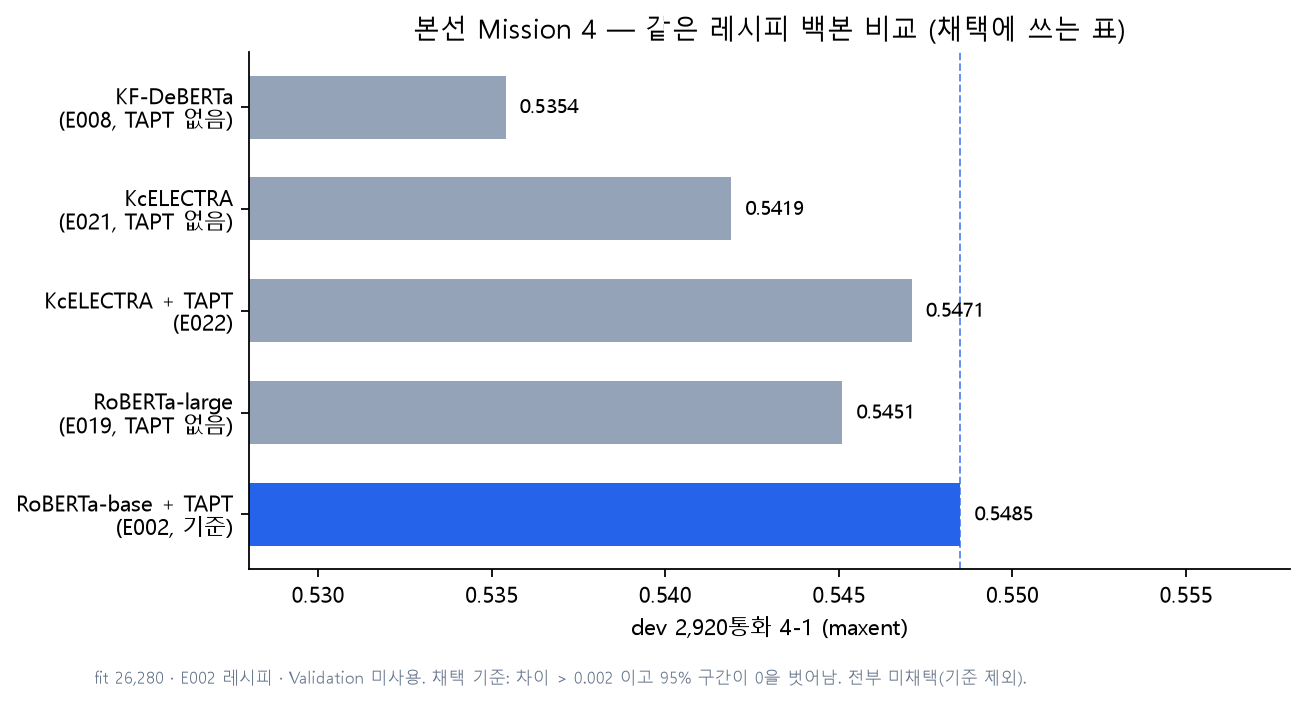 본선 Mission 4 — 같은 레시피 백본 비교 (채택에 쓰는 표)
KF-DeBERTa
(E008, TAPT 없음)
0.5354
KcELECTRA
(E021, TAPT 없음)
0.5419
KcELECTRA + TAPT
(E022)
0.5471
RoBERTa-large
(E019, TAPT 없음)
0.5451
RoBERTa-base + TAPT
(E002, 기준)
0.5485
0.530 0.535 0.540 0.545 0.550 0.555
dev 2,920통화 4-1 (maxent)
fit 26,280 · E002 레시피 · Validation 미사용. 채택 기준: 차이 > 0.002 이고 95% 구간이 0을 벗어남. 전부 미채택(기준 제외).